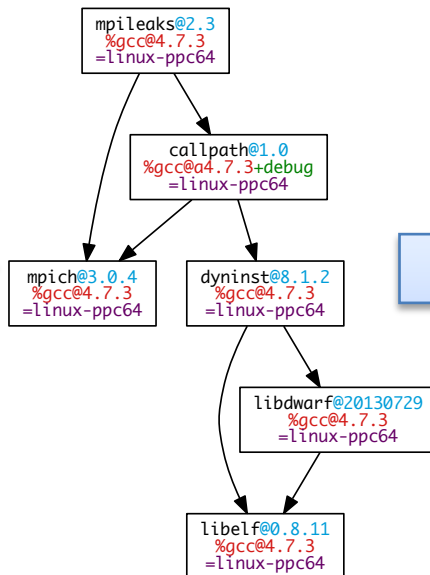 mpileaks@2.3
%gcc@4.7.3
=linux-ppc64
callpath@1.0
%gcc@a4.7.3+debug
=linux-ppc64
mpich@3.0.4
%gcc@4.7.3
=linux-ppc64
dyninst@8.1.2
%gcc@4.7.3
=linux-ppc64
libdwarf@20130729
%gcc@4.7.3
=linux-ppc64
libelf@0.8.11
%gcc@4.7.3
=linux-ppc64